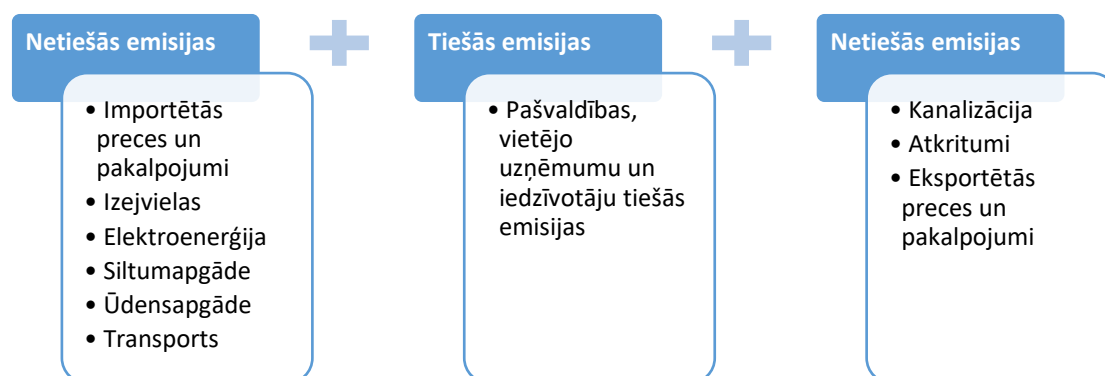 Netiešās emisijas
• Importētās
preces un
pakalpojumi
• Izejvielas
• Elektroenerģija
• Siltumapgāde
• Ūdensapgāde
• Transports
Tiešās emisijas
• Pašvaldības,
vietējo
uzņēmumu un
iedzīvotāju tiešās
emisijas
Netiešās emisijas
• Kanalizācija
• Atkritumi
• Eksportētās
preces un
pakalpojumi